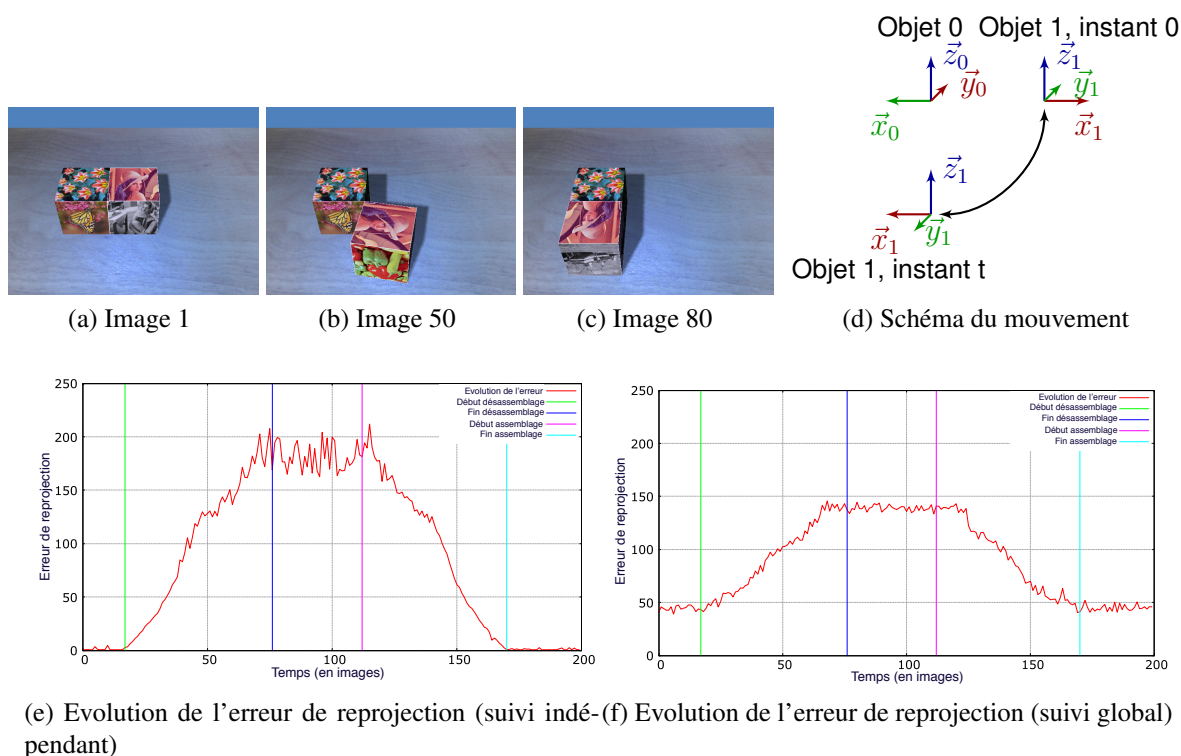 Objet 0 Objet 1, instant 0
z⃗0 z⃗1
y⃗0 y⃗1
x⃗0 x⃗1
z⃗1
x⃗1 y⃗1
Objet 1, instant t
(a) Image 1 (b) Image 50 (c) Image 80 (d) Schéma du mouvement
250
200
150
100
50
0
0 50 100 150 200
Erreur de reprojection
Temps (en images)
Evolution de l'erreur
Début désassemblage
Fin désassemblage
Début assemblage
Fin assemblage
250
200
150
100
50
0
0 50 100 150 200
Erreur de reprojection
Temps (en images)
Evolution de l'erreur
Début désassemblage
Fin désassemblage
Début assemblage
Fin assemblage
(e) Evolution de l'erreur de reprojection (suivi indé-
pendant)
(f) Evolution de l'erreur de reprojection (suivi global)